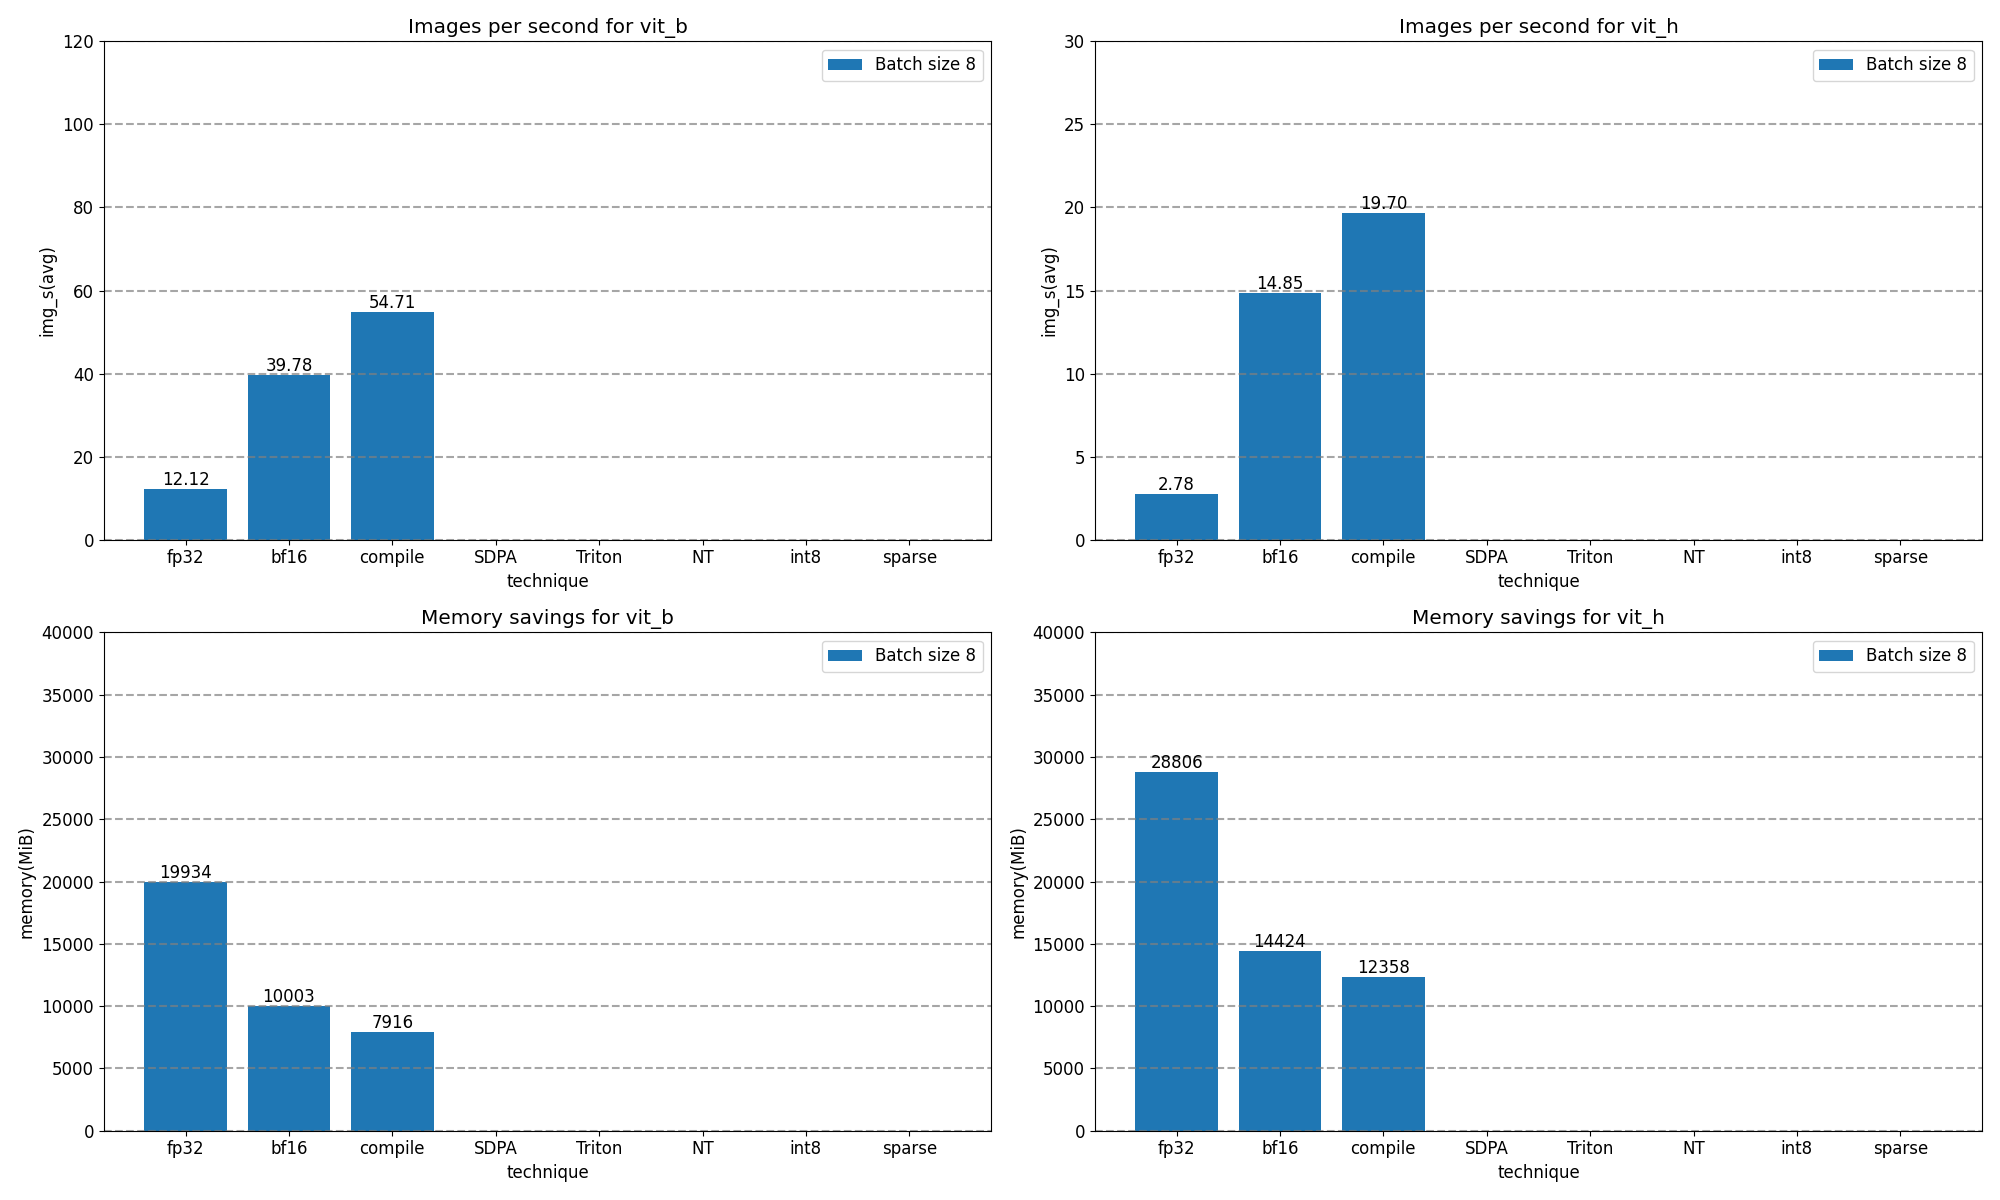 Images per second for vit_b
120
100
80
60
40
20
0
img_s(avg)
Batch size 8
12.12
39.78
54.71
fp32 bf16 compile SDPA Triton NT int8 sparse
technique
Images per second for vit_h
30
25
20
15
10
5
0
img_s(avg)
Batch size 8
2.78
14.85
19.70
fp32 bf16 compile SDPA Triton NT int8 sparse
technique
Memory savings for vit_b
40000
35000
30000
25000
20000
15000
10000
5000
0
memory(MiB)
Batch size 8
19934
10003
7916
fp32 bf16 compile SDPA Triton NT int8 sparse
technique
Memory savings for vit_h
40000
35000
30000
25000
20000
15000
10000
5000
0
memory(MiB)
Batch size 8
28806
14424
12358
fp32 bf16 compile SDPA Triton NT int8 sparse
technique